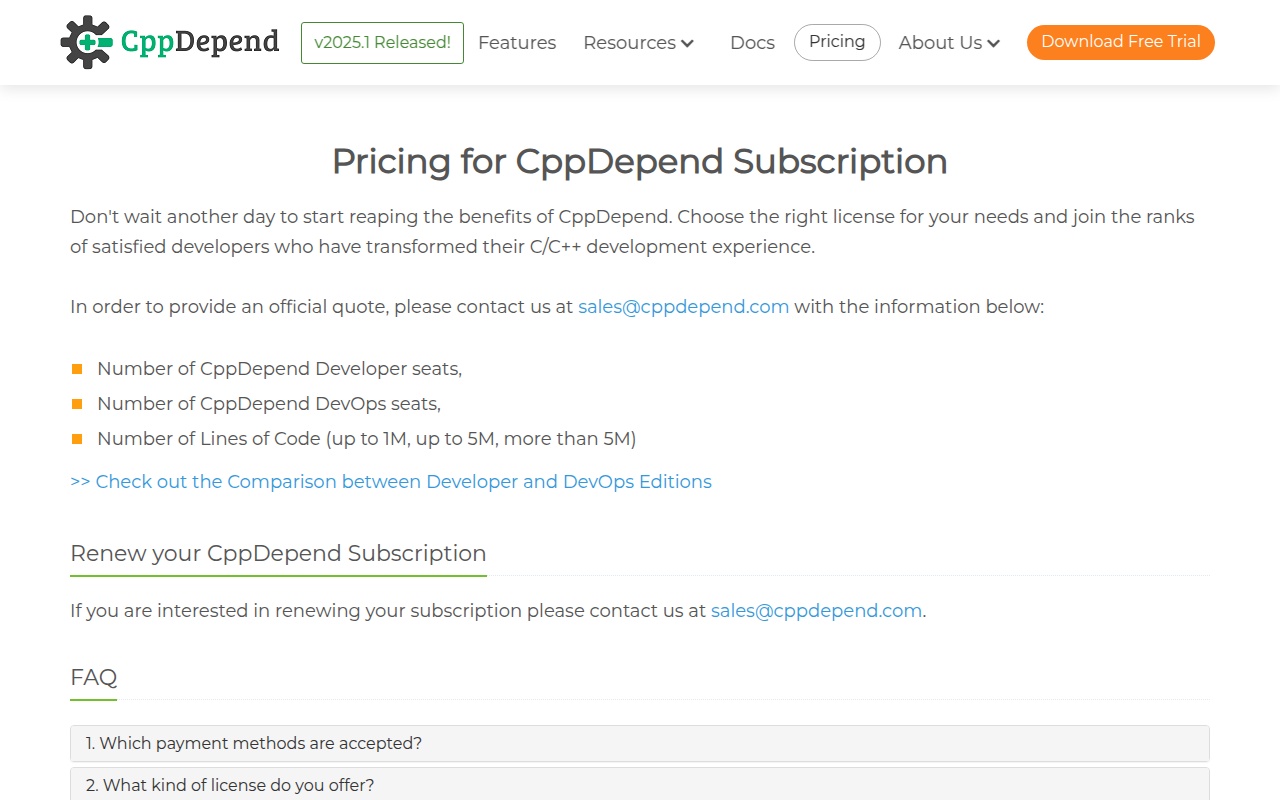 CppDepend
v2025.1 Released!
Features
Resources
Docs
Pricing
About Us
Download Free Trial
Pricing for CppDepend Subscription
Don't wait another day to start reaping the benefits of CppDepend. Choose the right license for your needs and join the ranks
of satisfied developers who have transformed their C/C++ development experience.
In order to provide an official quote, please contact us at sales@cppdepend.com with the information below:
Number of CppDepend Developer seats,
Number of CppDepend DevOps seats,
Number of Lines of Code (up to 1M, up to 5M, more than 5M)
>> Check out the Comparison between Developer and DevOps Editions
Renew your CppDepend Subscription
If you are interested in renewing your subscription please contact us at sales@cppdepend.com.
FAQ
1. Which payment methods are accepted?
2. What kind of license do you offer?